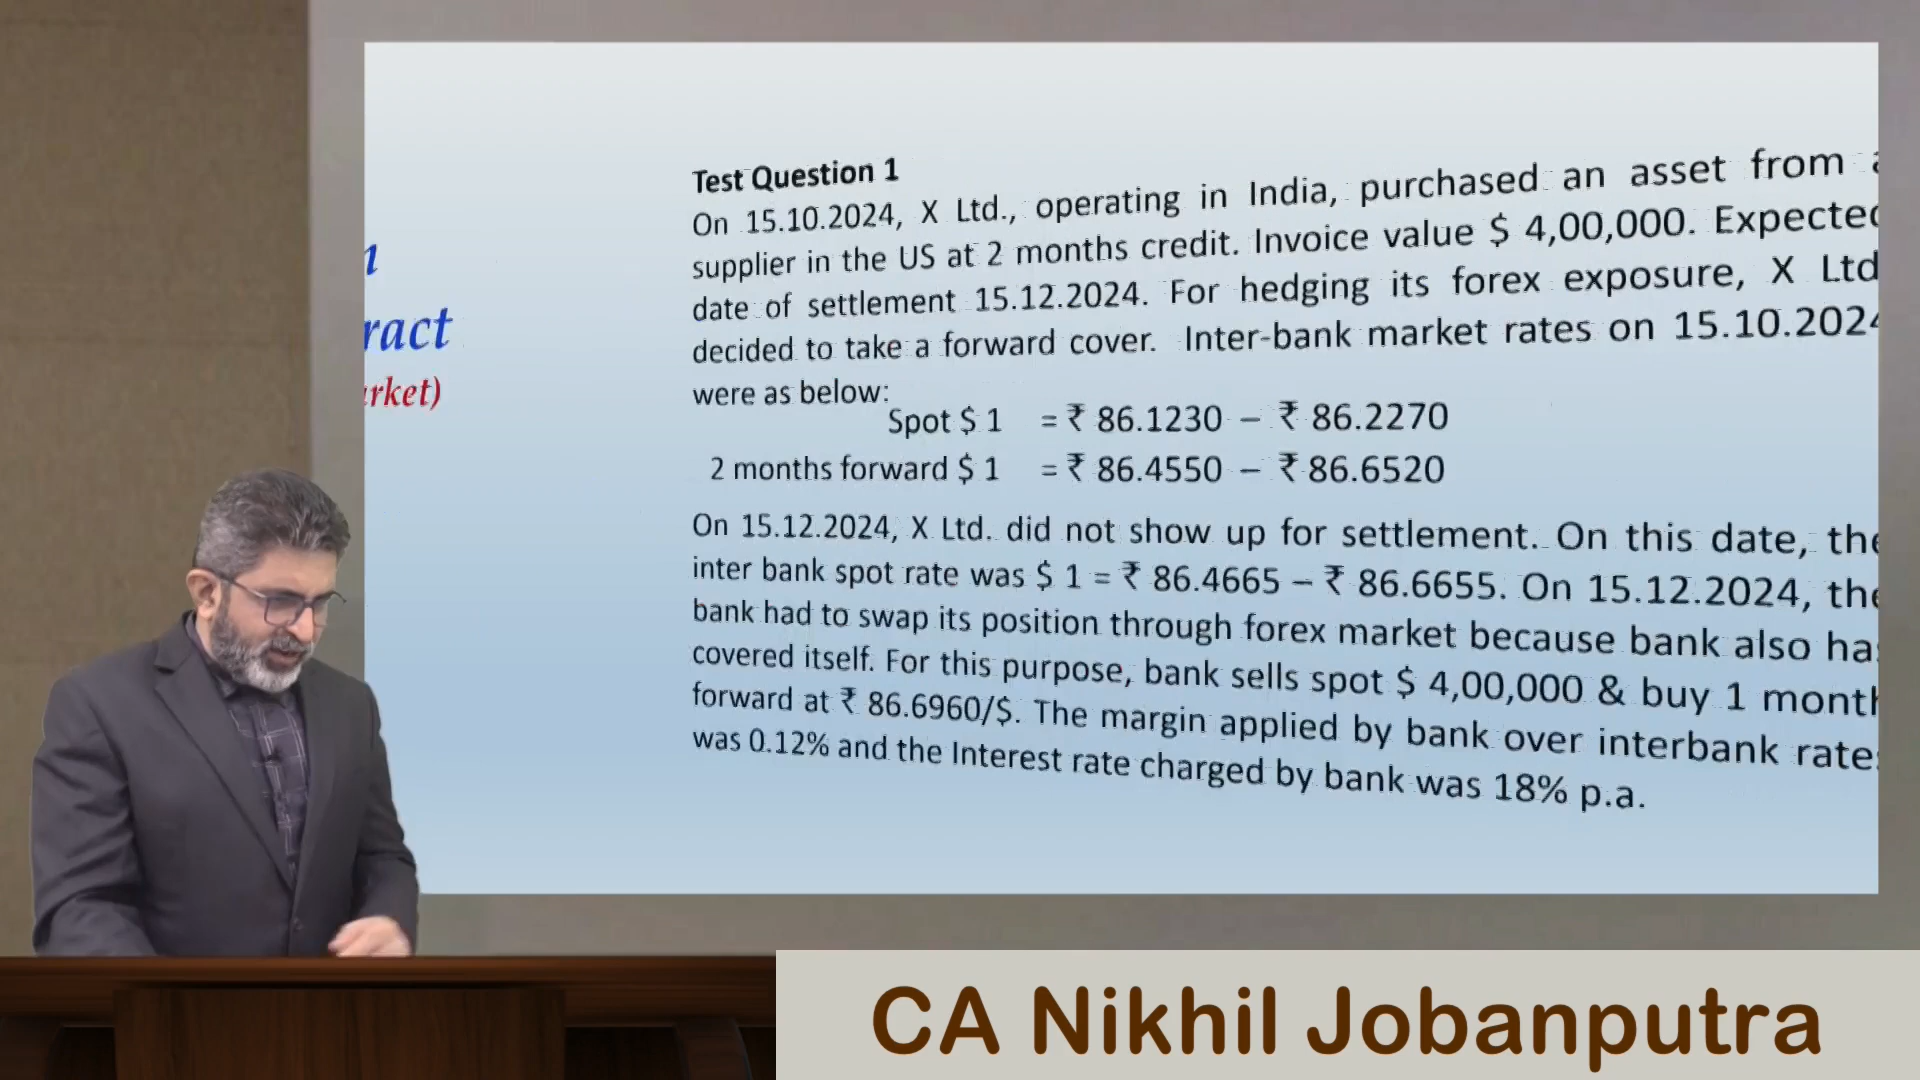 n
ract
rket)
Test Question 1
On 15.10.2024, X Ltd., operating in India, purchased an asset from a
supplier in the US at 2 months credit. Invoice value $ 4,00,000. Expected
date of settlement 15.12.2024. For hedging its forex exposure, X Ltd
decided to take a forward cover. Inter-bank market rates on 15.10.2024
were as below:
Spot $ 1 = ₹ 86.1230 – ₹ 86.2270
2 months forward $ 1 = ₹ 86.4550 – ₹ 86.6520
On 15.12.2024, X Ltd. did not show up for settlement. On this date, the
inter bank spot rate was $ 1 = ₹ 86.4665 – ₹ 86.6655. On 15.12.2024, the
bank had to swap its position through forex market because bank also ha
covered itself. For this purpose, bank sells spot $ 4,00,000 & buy 1 month
forward at ₹ 86.6960/$. The margin applied by bank over interbank rate
was 0.12% and the Interest rate charged by bank was 18% p.a.
CA Nikhil Jobanputra